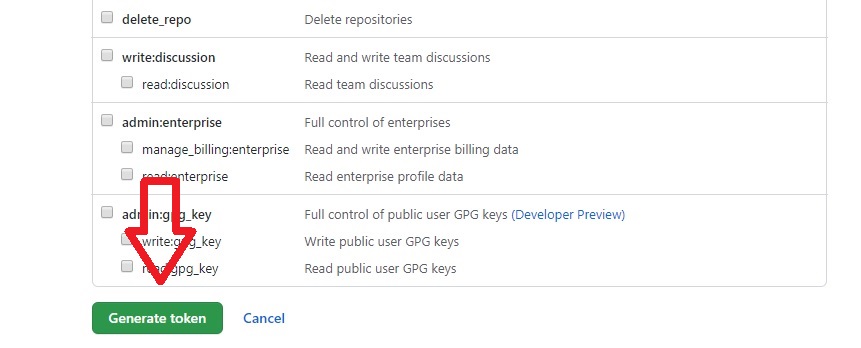 delete_repo Delete repositories
write:discussion Read and write team discussions
read:discussion Read team discussions
admin:enterprise Full control of enterprises
manage_billing:enterprise Read and write enterprise billing data
read:enterprise Read enterprise profile data
admin:gpg_key Full control of public user GPG keys (Developer Preview)
write:gpg_key Write public user GPG keys
read:gpg_key Read public user GPG keys
Generate token Cancel